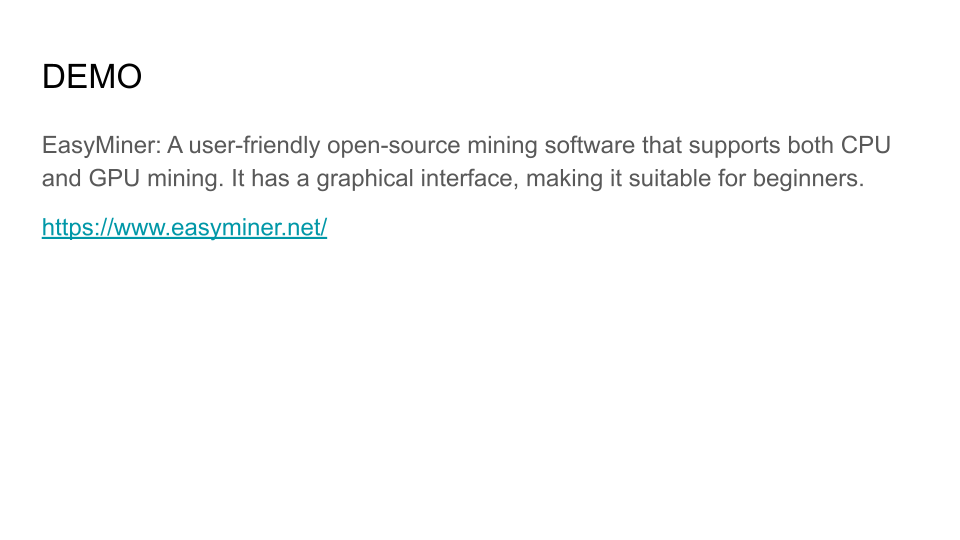 DEMO
EasyMiner: A user-friendly open-source mining software that supports both CPU
and GPU mining. It has a graphical interface, making it suitable for beginners.
https://www.easyminer.net/